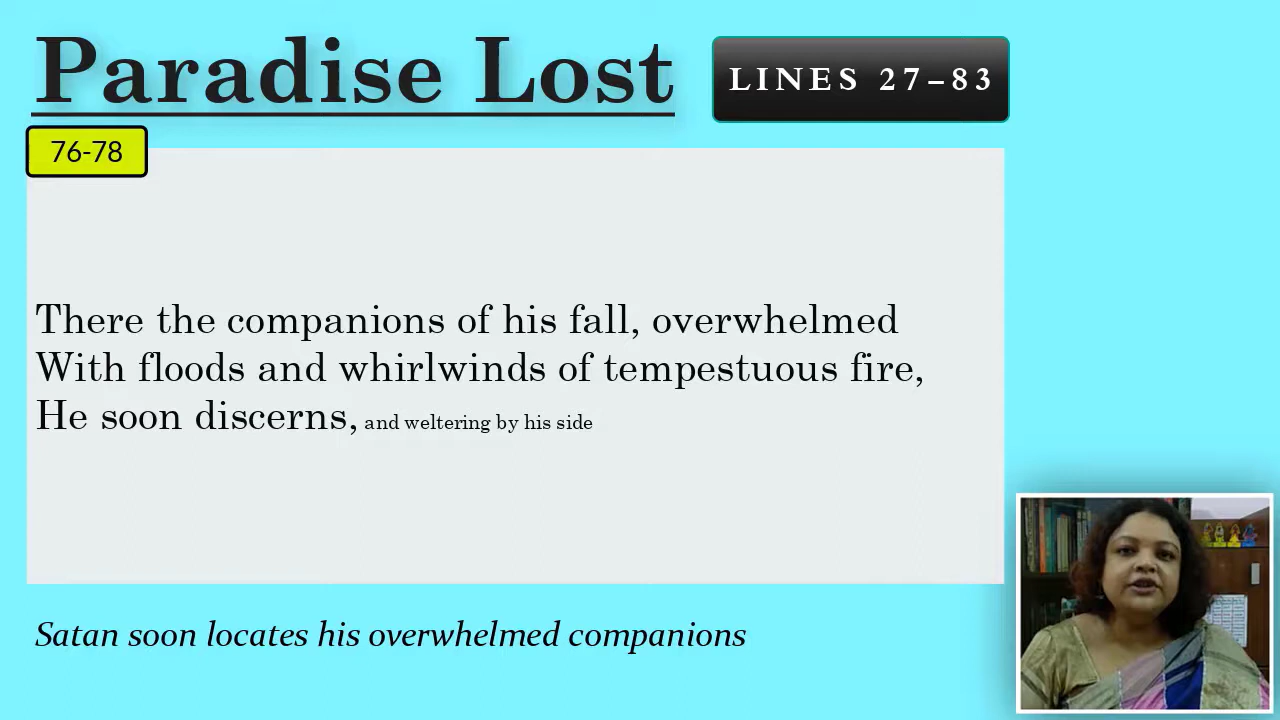 Paradise Lost
LINES 27–83
76-78
There the companions of his fall, overwhelmed
With floods and whirlwinds of tempestuous fire,
He soon discerns, and weltering by his side
Satan soon locates his overwhelmed companions